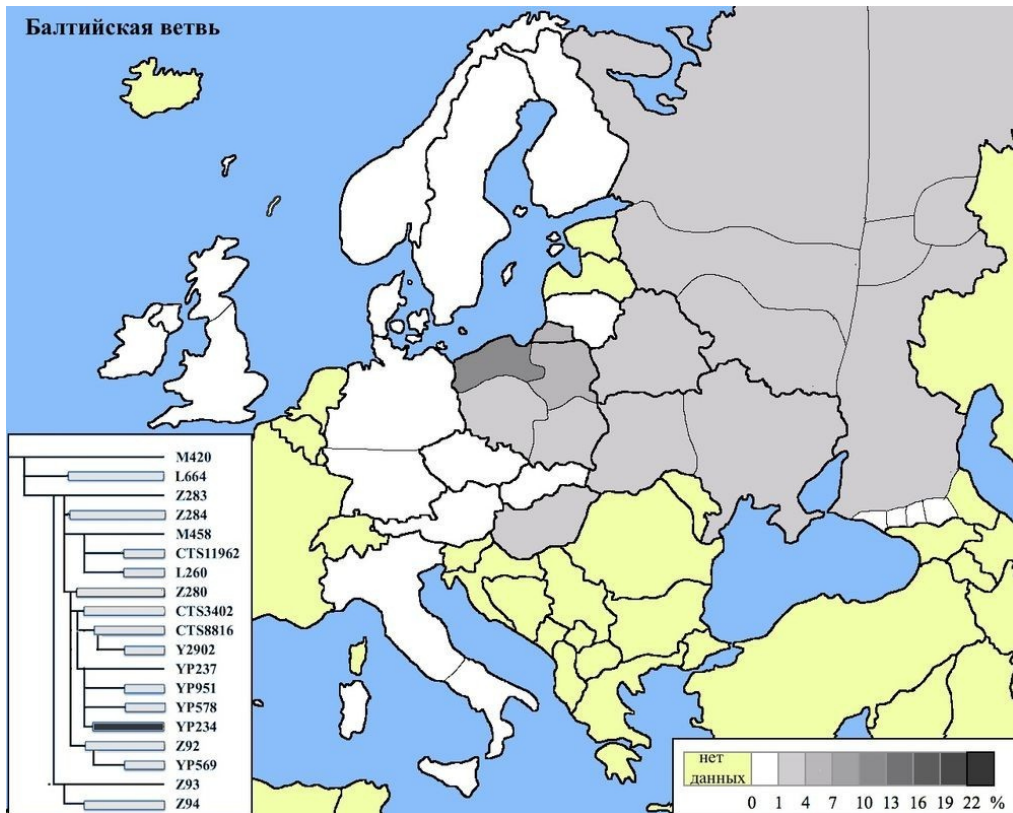 Балтийская ветвь
M420
L664
Z283
Z284
M458
CTS11962
L260
Z280
CTS3402
CTS8816
Y2902
YP237
YP951
YP578
YP234
Z92
YP569
Z93
Z94
нет
данных
0 1 4 7 10 13 16 19 22 %